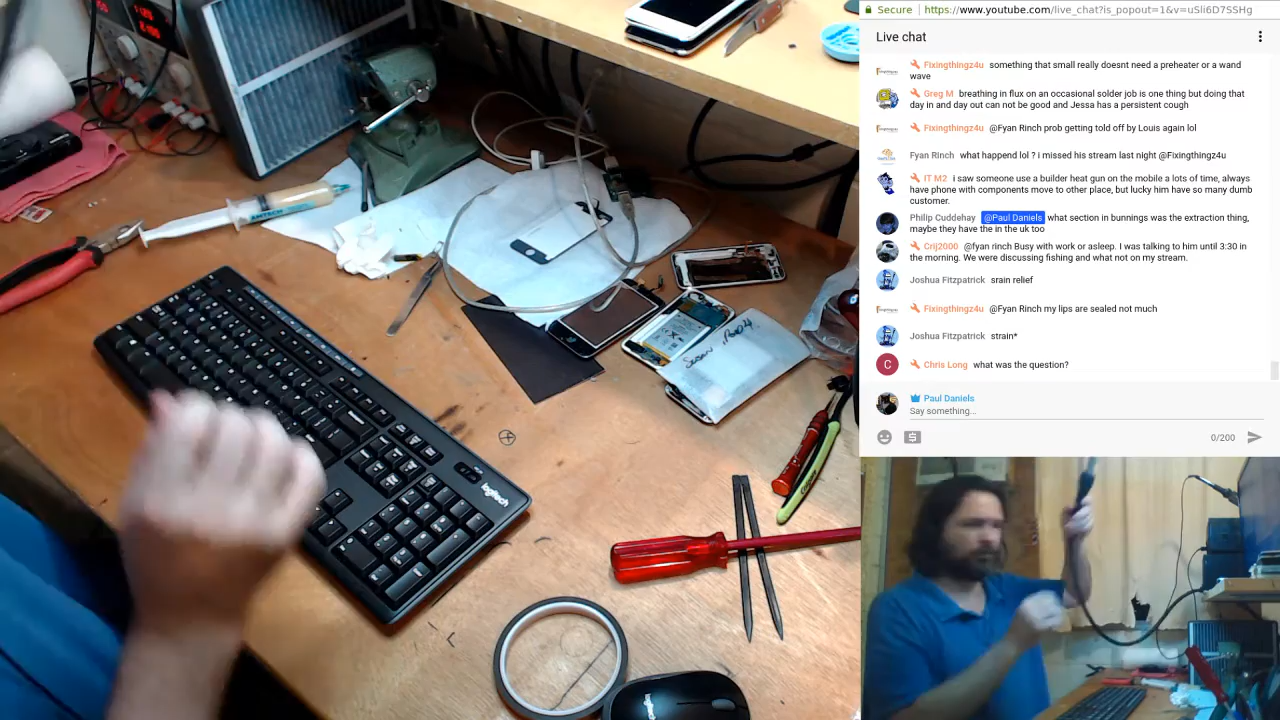 Secure https://www.youtube.com/live_chat?is_popout=1&v=uSli6D7SSHg
Live chat
Fixingthingz4u something that small really doesnt need a preheater or a wand
wave
Greg M breathing in flux on an occasional solder job is one thing but doing that
day in and day out can not be good and Jessa has a persistent cough
Fixingthingz4u @Fyan Rinch prob getting told off by Louis again lol
Fyan Rinch what happend lol ? i missed his stream last night @Fixingthingz4u
IT M2 i saw someone use a builder heat gun on the mobile a lots of time, always
have phone with components move to other place, but lucky him have so many dumb
customer.
Philip Cuddehay @Paul Daniels what section in bunnings was the extraction thing,
maybe they have the in the uk too
Crij2000 @fyan rinch Busy with work or asleep. I was talking to him until 3:30 in
the morning. We were discussing fishing and what not on my stream.
Joshua Fitzpatrick srain relief
Fixingthingz4u @Fyan Rinch my lips are sealed not much
Joshua Fitzpatrick strain*
C Chris Long what was the question?
Paul Daniels
Say something...
0/200
AMTECH
logitech